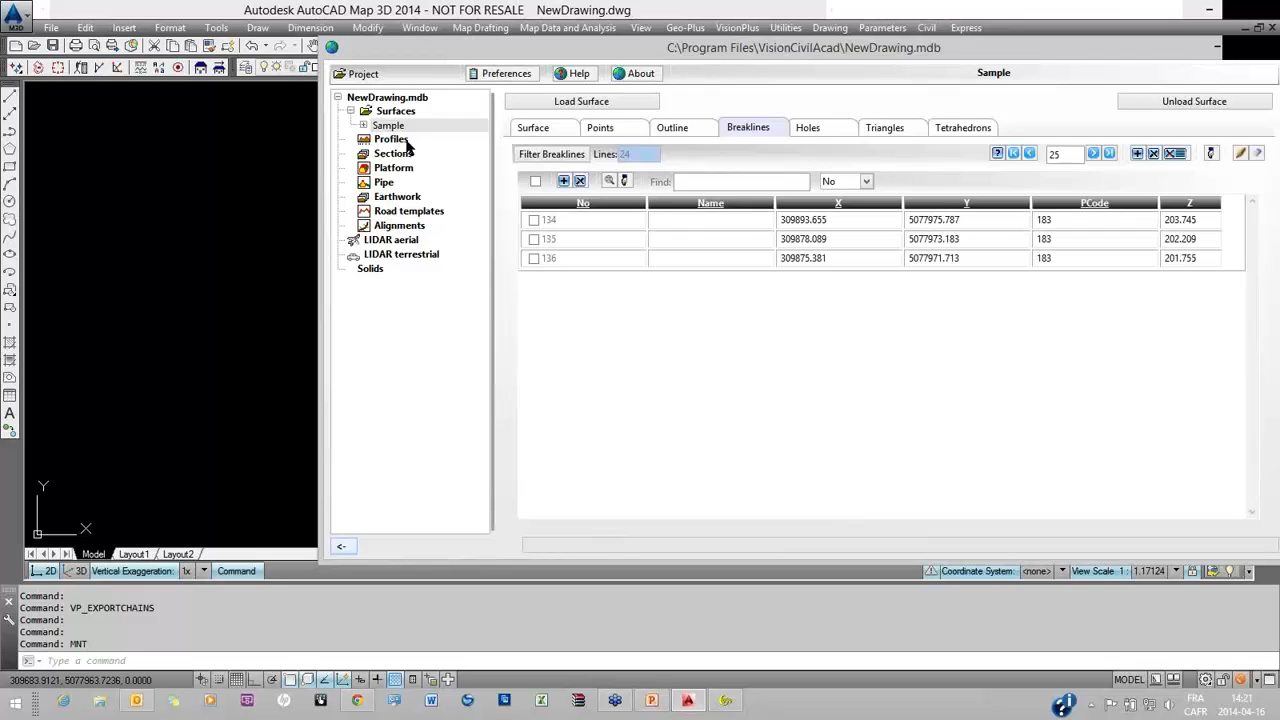 Autodesk AutoCAD Map 3D 2014 - NOT FOR RESALE NewDrawing.dwg
File Edit Insert Format Tools Draw Dimension Modify Window Map Drafting Map Data and Analysis View VisionPlus Utilities Geo-Plus Drawing Parameters Civil Express
C:\Program Files\VisionCivilAcad\NewDrawing.mdb
Project Preferences Help About Sample
NewDrawing.mdb
Surfaces
Sample
Profiles
Sections
Platform
Pipe
Earthwork
Road templates
Alignments
LIDAR aerial
LIDAR terrestrial
Solids
<-
Load Surface Unload Surface
Surface Points Outline Breaklines Holes Triangles Tetrahedrons
Filter Breaklines Lines: 24 25
Find: No
No Name X Y PCode Z
134 309893.655 5077975.787 183 203.745
135 309878.089 5077973.183 183 202.209
136 309875.381 5077971.713 183 201.755
Y
X
Model Layout1 Layout2
2D 3D Vertical Exaggeration: 1x Command Coordinate System: <none> View Scale 1 : 1.17124
Command:
Command: VP_EXPORTCHAINS
Command:
Command:
Command: MNT
Type a command
309683.9121, 5077963.7236, 0.0000 MODEL
FRA 14:21
CAFR 2014-04-16